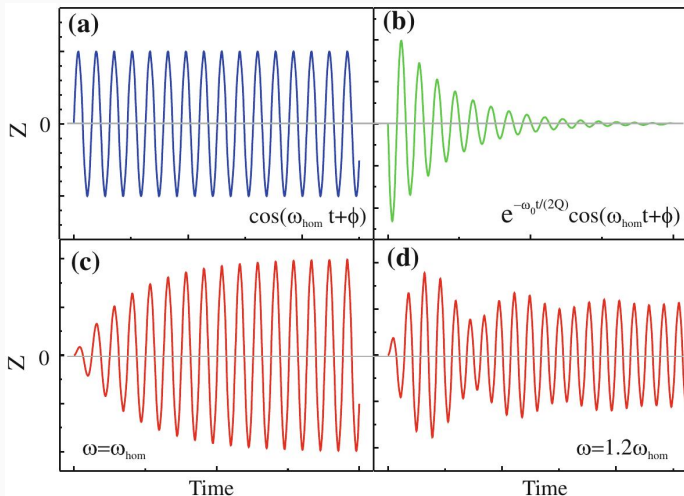 (a)
(b)
Z
0
cos(ω_hom t+ϕ)
e^{-ω_0t/(2Q)}cos(ω_hom t+ϕ)
(c)
(d)
Z
0
ω=ω_hom
ω=1.2ω_hom
Time
Time